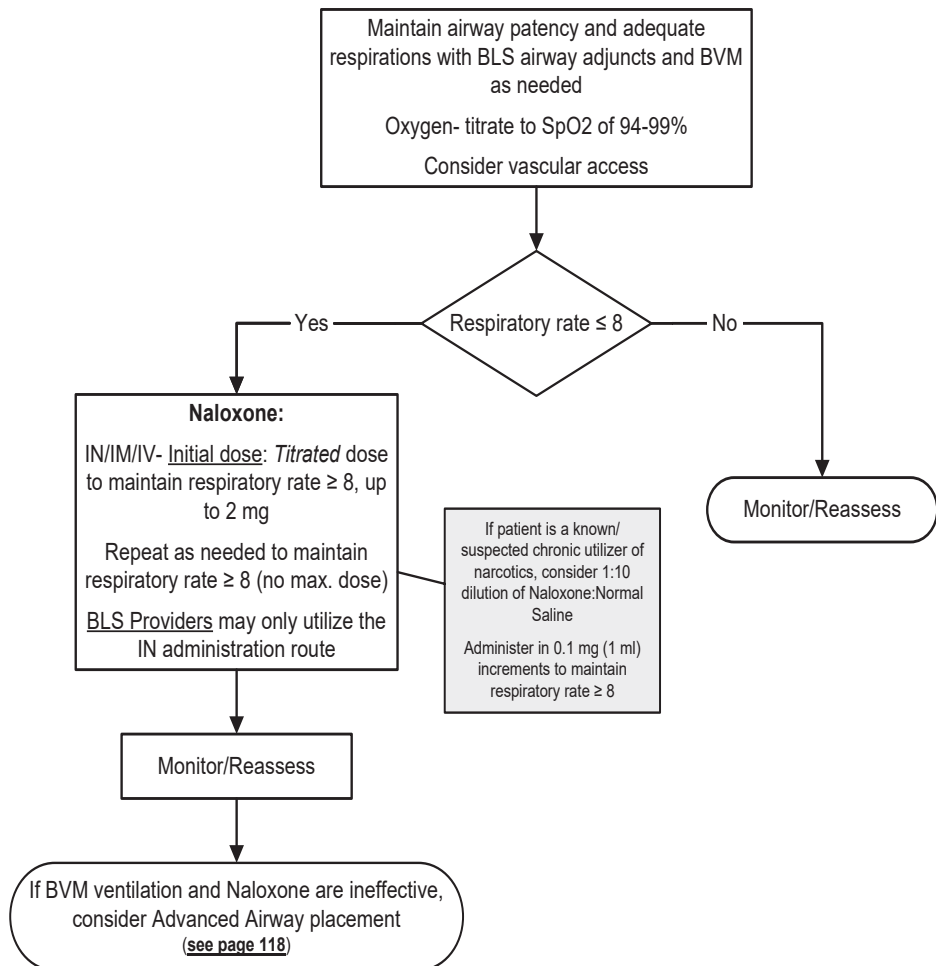 Maintain airway patency and adequate
respirations with BLS airway adjuncts and BVM
as needed
Oxygen- titrate to SpO2 of 94-99%
Consider vascular access
Respiratory rate ≤ 8
Yes
No
Naloxone:
IN/IM/IV- Initial dose: Titrated dose
to maintain respiratory rate ≥ 8, up
to 2 mg
Repeat as needed to maintain
respiratory rate ≥ 8 (no max. dose)
BLS Providers may only utilize the
IN administration route
If patient is a known/
suspected chronic utilizer of
narcotics, consider 1:10
dilution of Naloxone:Normal
Saline
Administer in 0.1 mg (1 ml)
increments to maintain
respiratory rate ≥ 8
Monitor/Reassess
Monitor/Reassess
If BVM ventilation and Naloxone are ineffective,
consider Advanced Airway placement
(see page 118)